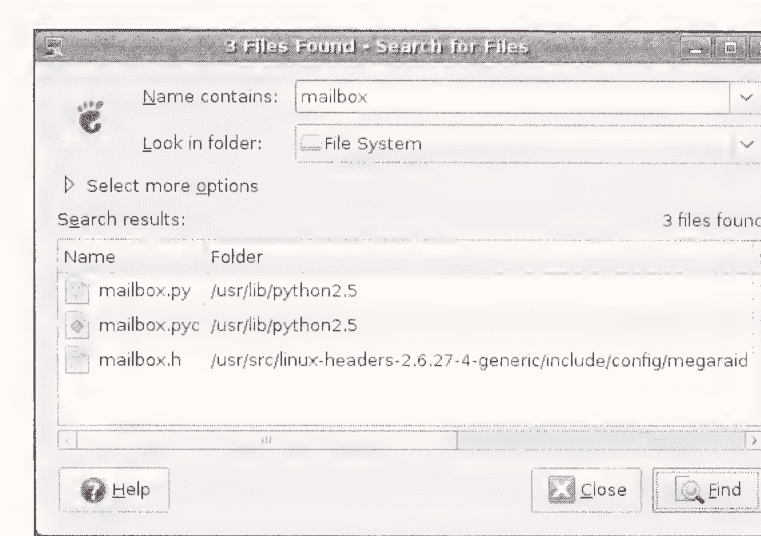 3 Files Found - Search for Files
Name contains: mailbox
Look in folder: File System
Select more options
Search results: 3 files found
Name Folder
mailbox.py /usr/lib/python2.5
mailbox.pyc /usr/lib/python2.5
mailbox.h /usr/src/linux-headers-2.6.27-4-generic/include/config/megaraid
Help Close Find